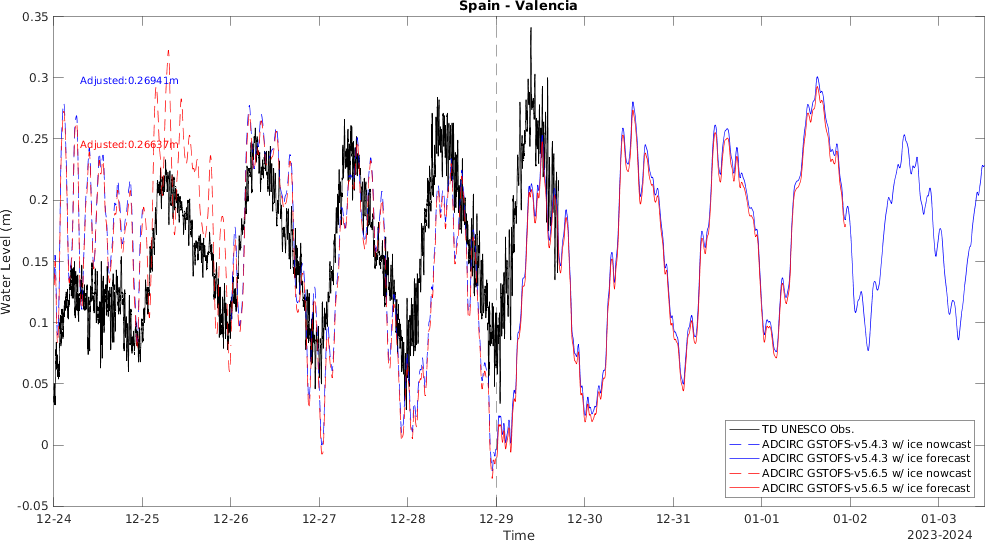 Spain - Valencia
0.35
0.3
0.25
0.2
0.15
0.1
0.05
0
-0.05
Water Level (m)
Adjusted:0.26941m
Adjusted:0.26637m
TD UNESCO Obs.
ADCIRC GSTOFS-v5.4.3 w/ ice nowcast
ADCIRC GSTOFS-v5.4.3 w/ ice forecast
ADCIRC GSTOFS-v5.6.5 w/ ice nowcast
ADCIRC GSTOFS-v5.6.5 w/ ice forecast
12-24 12-25 12-26 12-27 12-28 12-29 12-30 12-31 01-01 01-02 01-03
Time
2023-2024